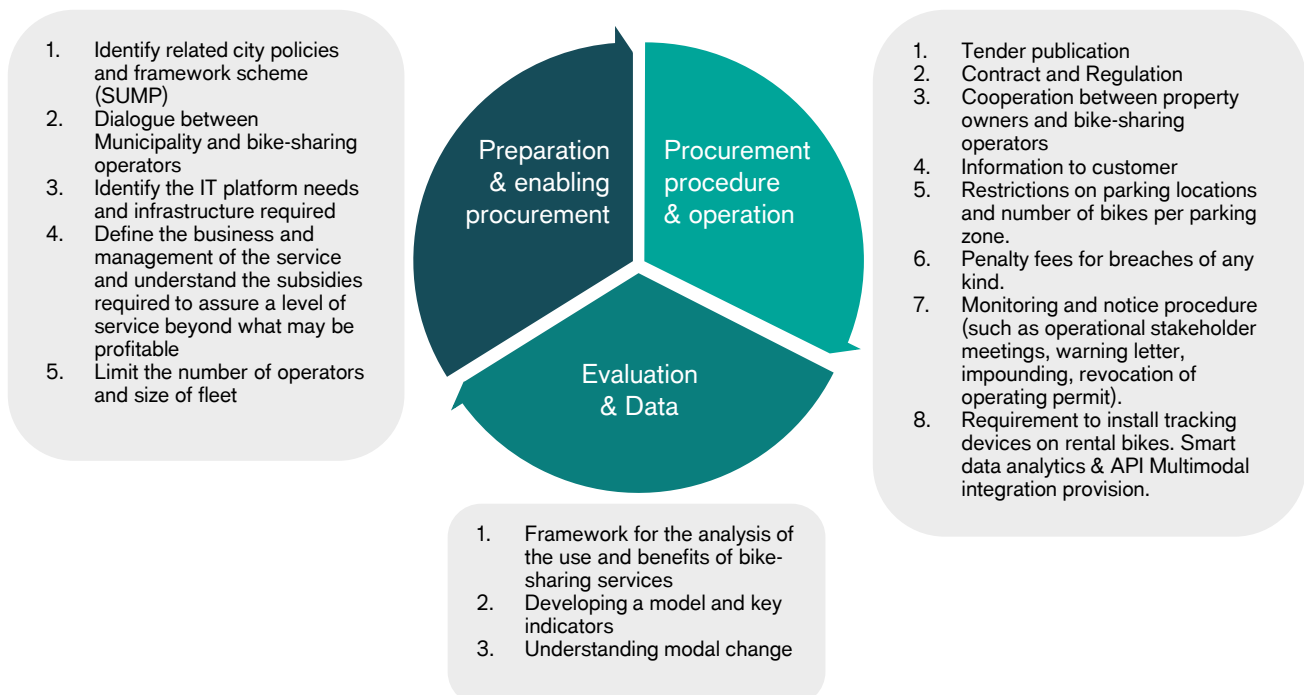 1. Identify related city policies
and framework scheme
(SUMP)
2. Dialogue between
Municipality and bike-sharing
operators
3. Identify the IT platform needs
and infrastructure required
4. Define the business and
management of the service
and understand the subsidies
required to assure a level of
service beyond what may be
profitable
5. Limit the number of operators
and size of fleet
Preparation
& enabling
procurement
Procurement
procedure
& operation
Evaluation
& Data
1. Tender publication
2. Contract and Regulation
3. Cooperation between property
owners and bike-sharing
operators
4. Information to customer
5. Restrictions on parking locations
and number of bikes per parking
zone.
6. Penalty fees for breaches of any
kind.
7. Monitoring and notice procedure
(such as operational stakeholder
meetings, warning letter,
impounding, revocation of
operating permit).
8. Requirement to install tracking
devices on rental bikes. Smart
data analytics & API Multimodal
integration provision.
1. Framework for the analysis of
the use and benefits of bike-
sharing services
2. Developing a model and key
indicators
3. Understanding modal change